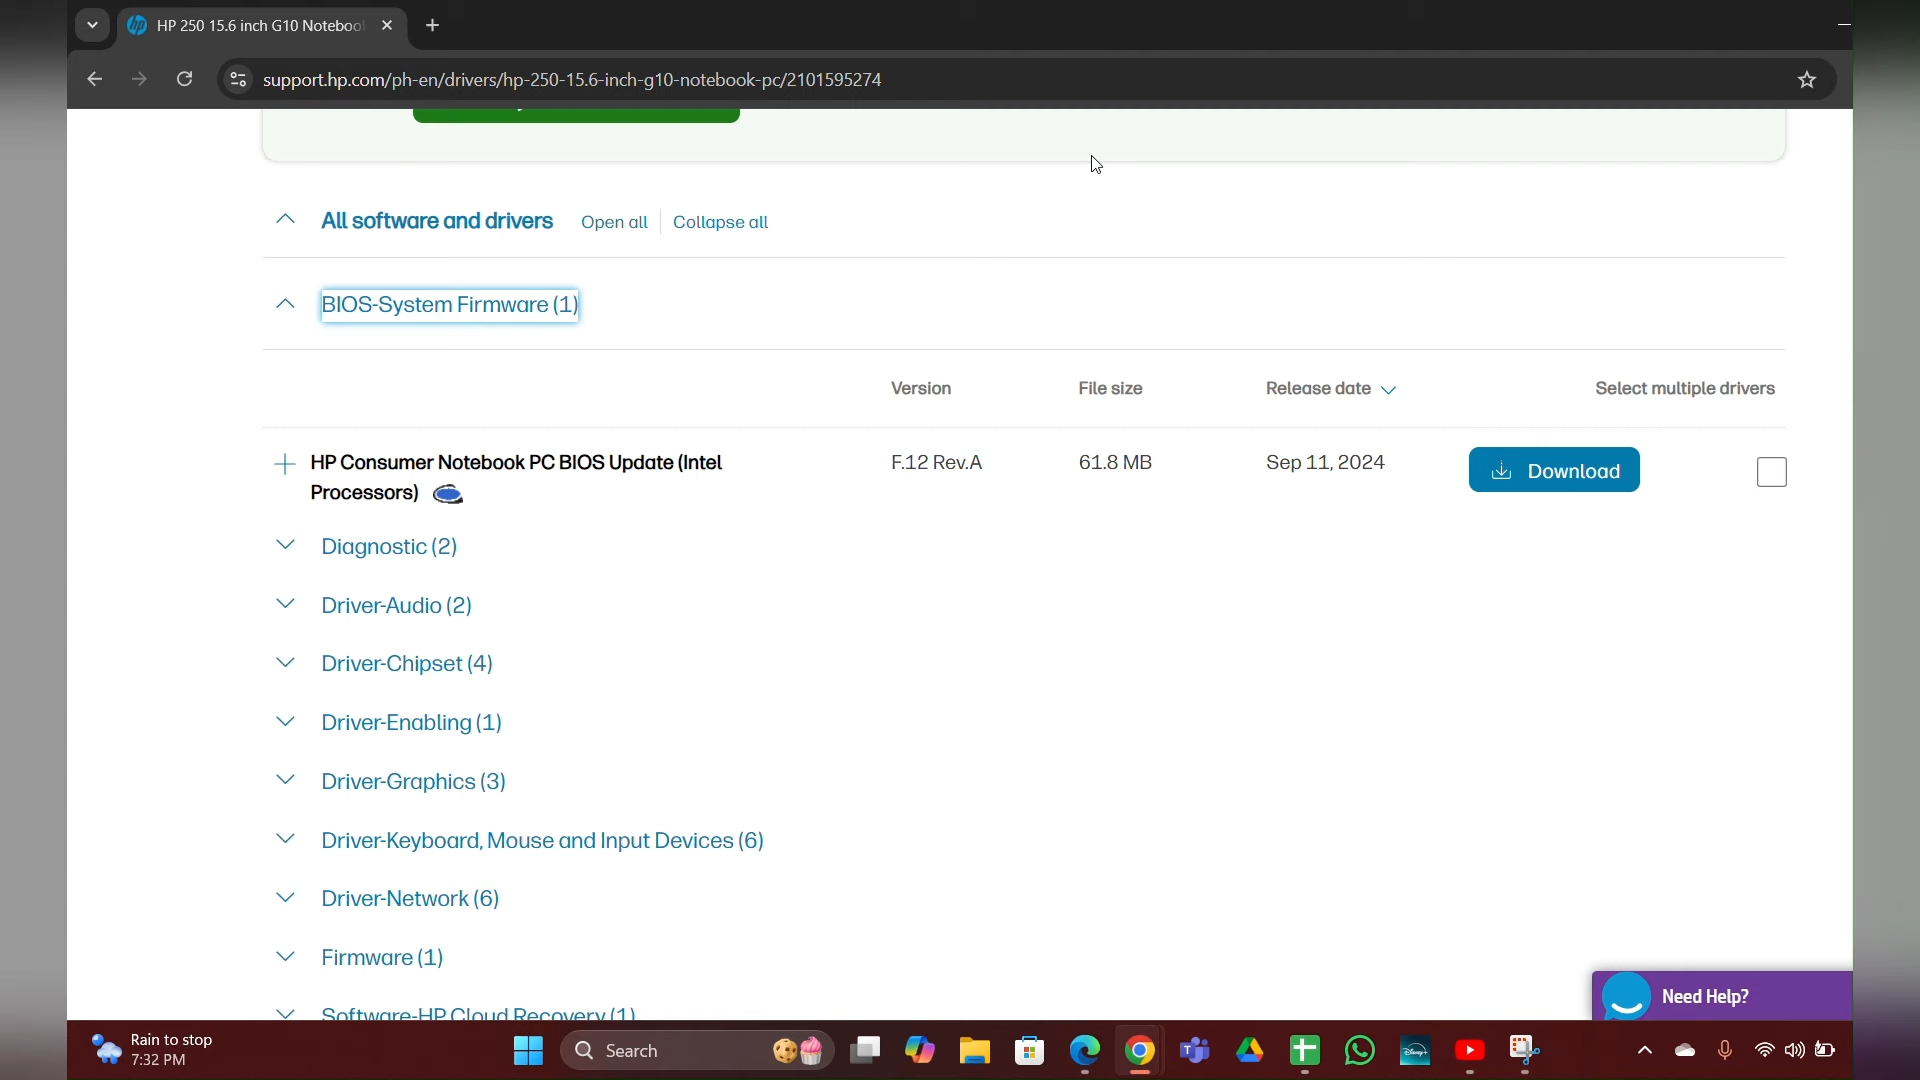 HP 250 15.6 inch G10 Noteboo
support.hp.com/ph-en/drivers/hp-250-15.6-inch-g10-notebook-pc/2101595274
All software and drivers Open all Collapse all
BIOS-System Firmware (1)
Version File size Release date Select multiple drivers
HP Consumer Notebook PC BIOS Update (Intel F.12 Rev.A 61.8 MB Sep 11, 2024 Download
Processors)
Diagnostic (2)
Driver-Audio (2)
Driver-Chipset (4)
Driver-Enabling (1)
Driver-Graphics (3)
Driver-Keyboard, Mouse and Input Devices (6)
Driver-Network (6)
Firmware (1)
Need Help?
Software-HP Cloud Recovery (1)
Rain to stop
7:32 PM
Search
Disney+